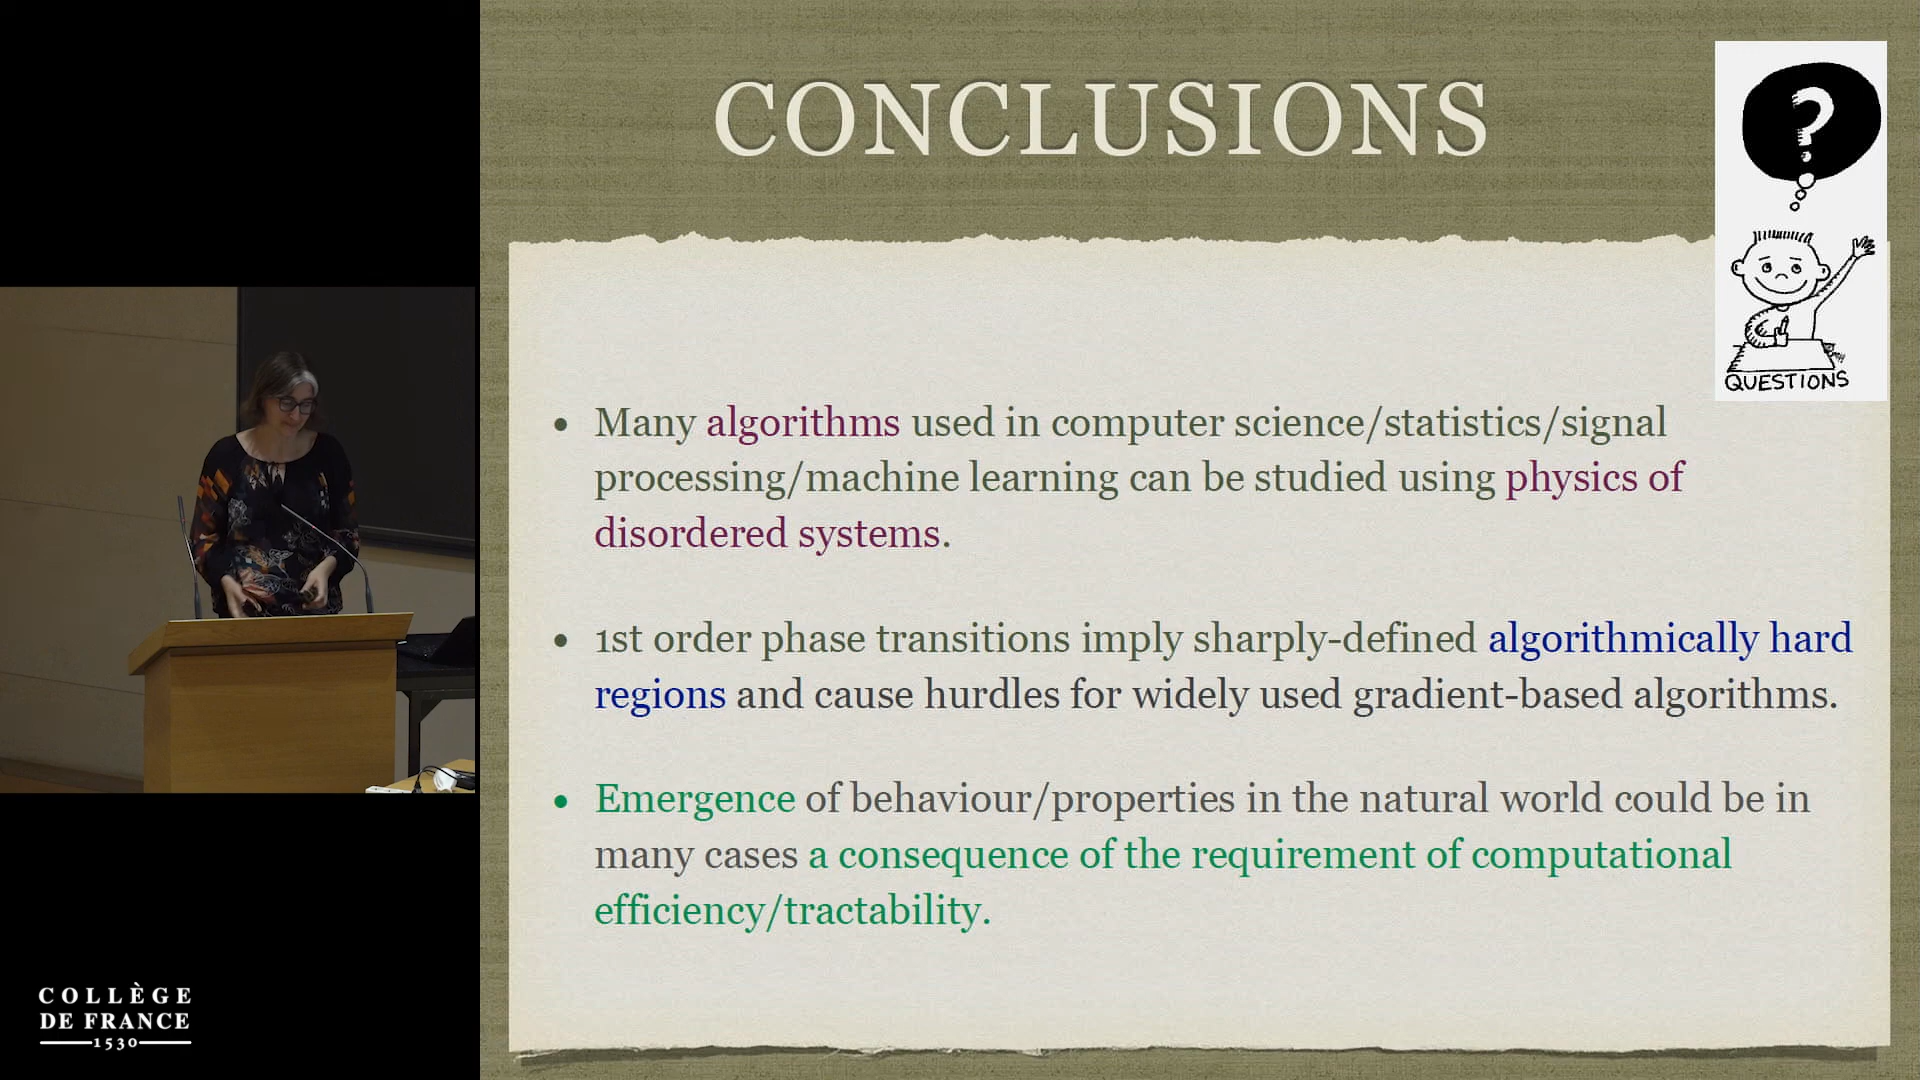 CONCLUSIONS
?
QUESTIONS
• Many algorithms used in computer science/statistics/signal
processing/machine learning can be studied using physics of
disordered systems.
• 1st order phase transitions imply sharply-defined algorithmically hard
regions and cause hurdles for widely used gradient-based algorithms.
• Emergence of behaviour/properties in the natural world could be in
many cases a consequence of the requirement of computational
efficiency/tractability.
COLLÈGE
DE FRANCE
1530